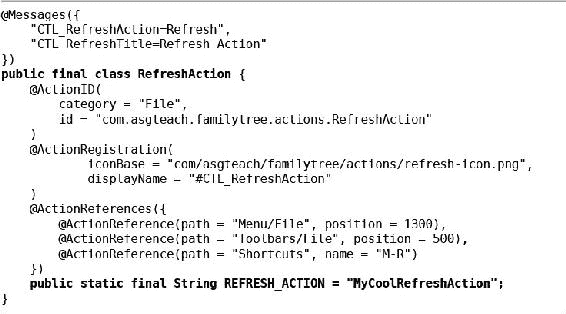 @Messages({
    "CTL_RefreshAction=Refresh",
    "CTL_RefreshTitle=Refresh Action"
})
public final class RefreshAction {
    @ActionID(
        category = "File",
        id = "com.asgteach.familytree.actions.RefreshAction"
    )
    @ActionRegistration(
            iconBase = "com/asgteach/familytree/actions/refresh-icon.png",
            displayName = "#CTL_RefreshAction"
    )
    @ActionReferences({
        @ActionReference(path = "Menu/File", position = 1300),
        @ActionReference(path = "Toolbars/File", position = 500),
        @ActionReference(path = "Shortcuts", name = "M-R")
    })
    public static final String REFRESH_ACTION = "MyCoolRefreshAction";
}